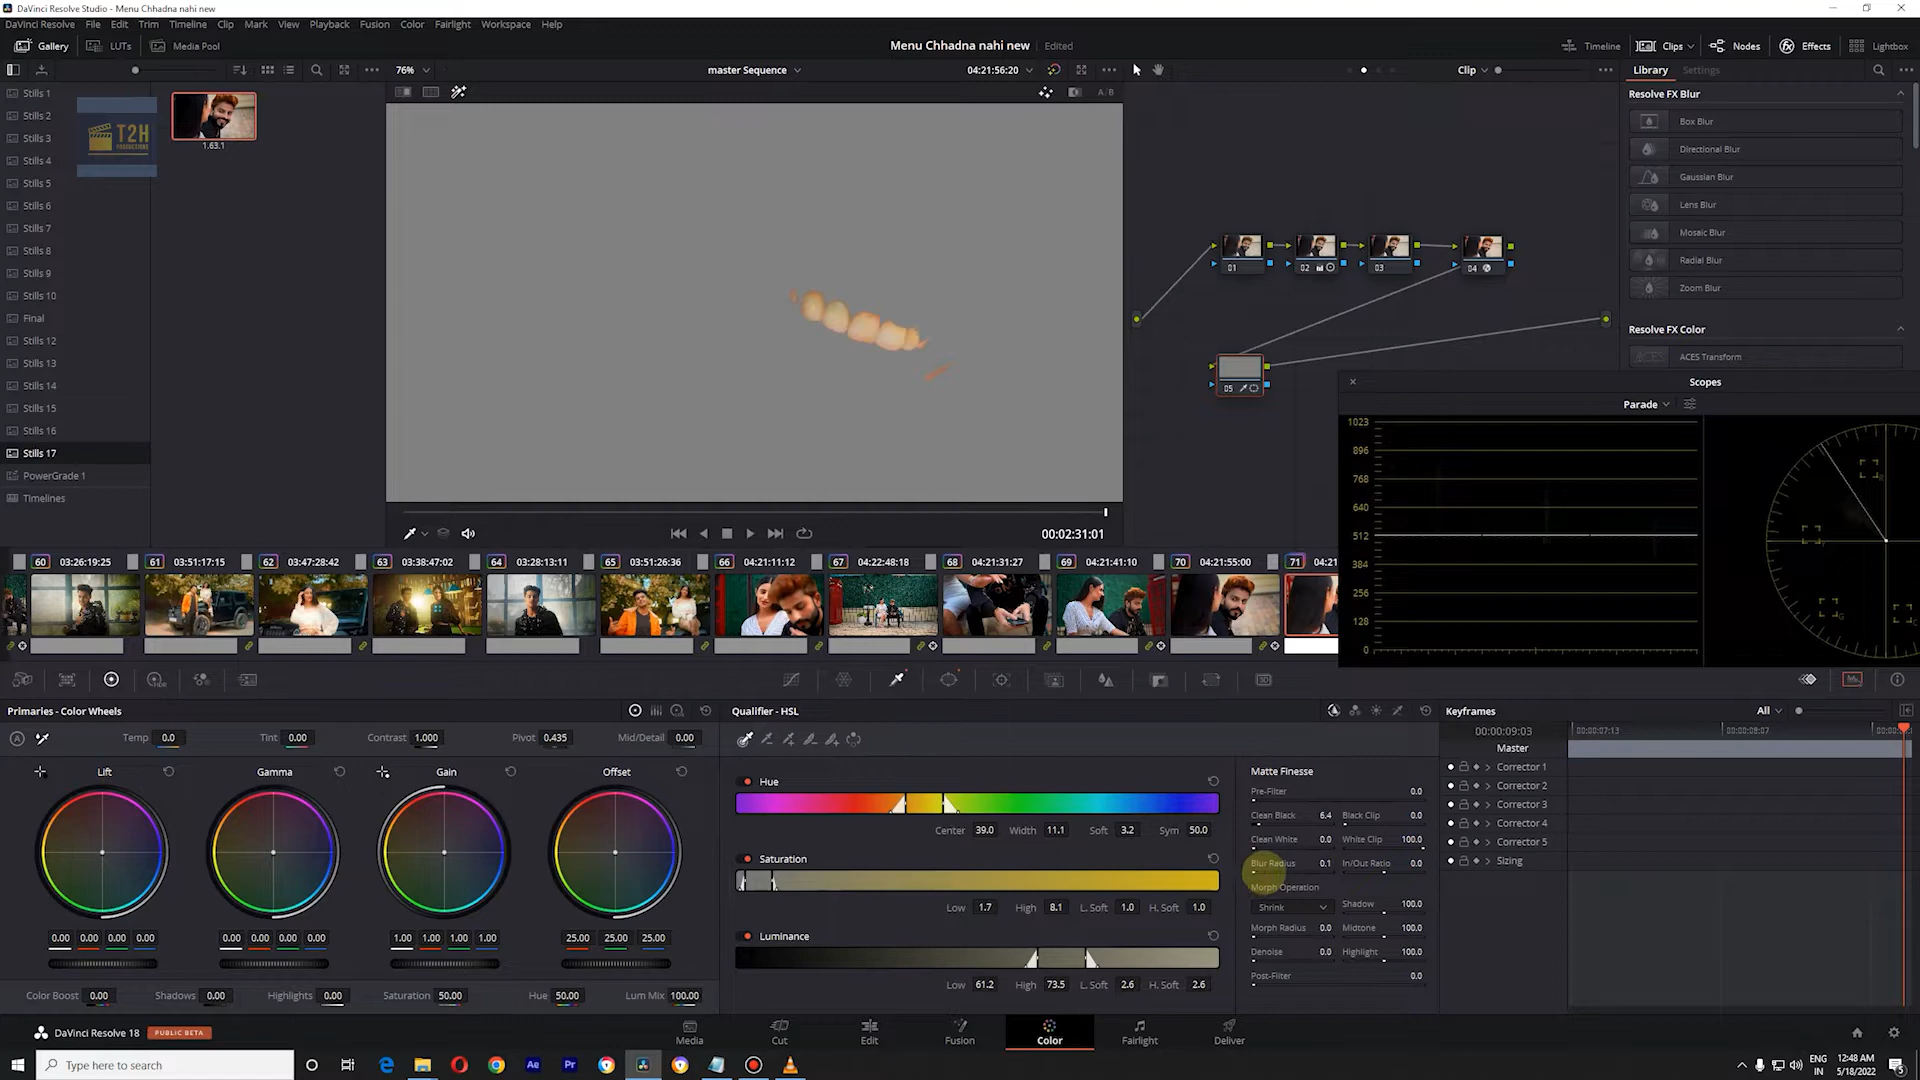 DaVinci Resolve Studio - Menu Chhadna nahi new
DaVinci Resolve File Edit Trim Timeline Clip Mark View Playback Fusion Color Fairlight Workspace Help
Gallery LUTs Media Pool Menu Chhadna nahi new Edited Timeline Clips Nodes Effects Lightbox
76% master Sequence 04:21:56:20 Clip Library Settings
A/B
Stills 1
Stills 2
Stills 3
Stills 4
Stills 5
Stills 6
Stills 7
Stills 8
Stills 9
Stills 10
Final
Stills 12
Stills 13
Stills 14
Stills 15
Stills 16
Stills 17
PowerGrade 1
Timelines
T2H
PRODUCTIONS
1.63.1
01 02 03 04
05
Resolve FX Blur
Box Blur
Directional Blur
Gaussian Blur
Lens Blur
Mosaic Blur
Radial Blur
Zoom Blur
Resolve FX Color
ACES Transform
Scopes
Parade
1023
896
768
640
512
384
256
128
0
00:02:31:01
60 03:26:19:25 61 03:51:17:15 62 03:47:28:42 63 03:38:47:02 64 03:28:13:11 65 03:51:26:36 66 04:21:11:12 67 04:22:48:18 68 04:21:31:27 69 04:21:41:10 70 04:21:55:00 71 04:21
Primaries - Color Wheels
Temp 0.0 Tint 0.00 Contrast 1.000 Pivot 0.435 Mid/Detail 0.00
Lift Gamma Gain Offset
0.00 0.00 0.00 0.00 0.00 0.00 0.00 0.00 1.00 1.00 1.00 1.00 25.00 25.00 25.00
Color Boost 0.00 Shadows 0.00 Highlights 0.00 Saturation 50.00 Hue 50.00 Lum Mix 100.00
Qualifier - HSL
Hue
Center 39.0 Width 11.1 Soft 3.2 Sym 50.0
Saturation
Low 1.7 High 8.1 L. Soft 1.0 H. Soft 1.0
Luminance
Low 61.2 High 73.5 L. Soft 2.6 H. Soft 2.6
Matte Finesse
Pre-Filter 0.0
Clean Black 6.4 Black Clip 0.0
Clean White 0.0 White Clip 100.0
Blur Radius 0.1 In/Out Ratio 0.0
Morph Operation
Shrink Shadow 100.0
Morph Radius 0.0 Midtone 100.0
Denoise 0.0 Highlight 100.0
Post-Filter 0.0
Keyframes All
00:00:09:03 00:00:07:13 00:00:08:07
Master
Corrector 1
Corrector 2
Corrector 3
Corrector 4
Corrector 5
Sizing
DaVinci Resolve 18 PUBLIC BETA
Media Cut Edit Fusion Color Fairlight Deliver
Type here to search
Ae Pr
ENG
IN
12:48 AM
5/18/2022
5